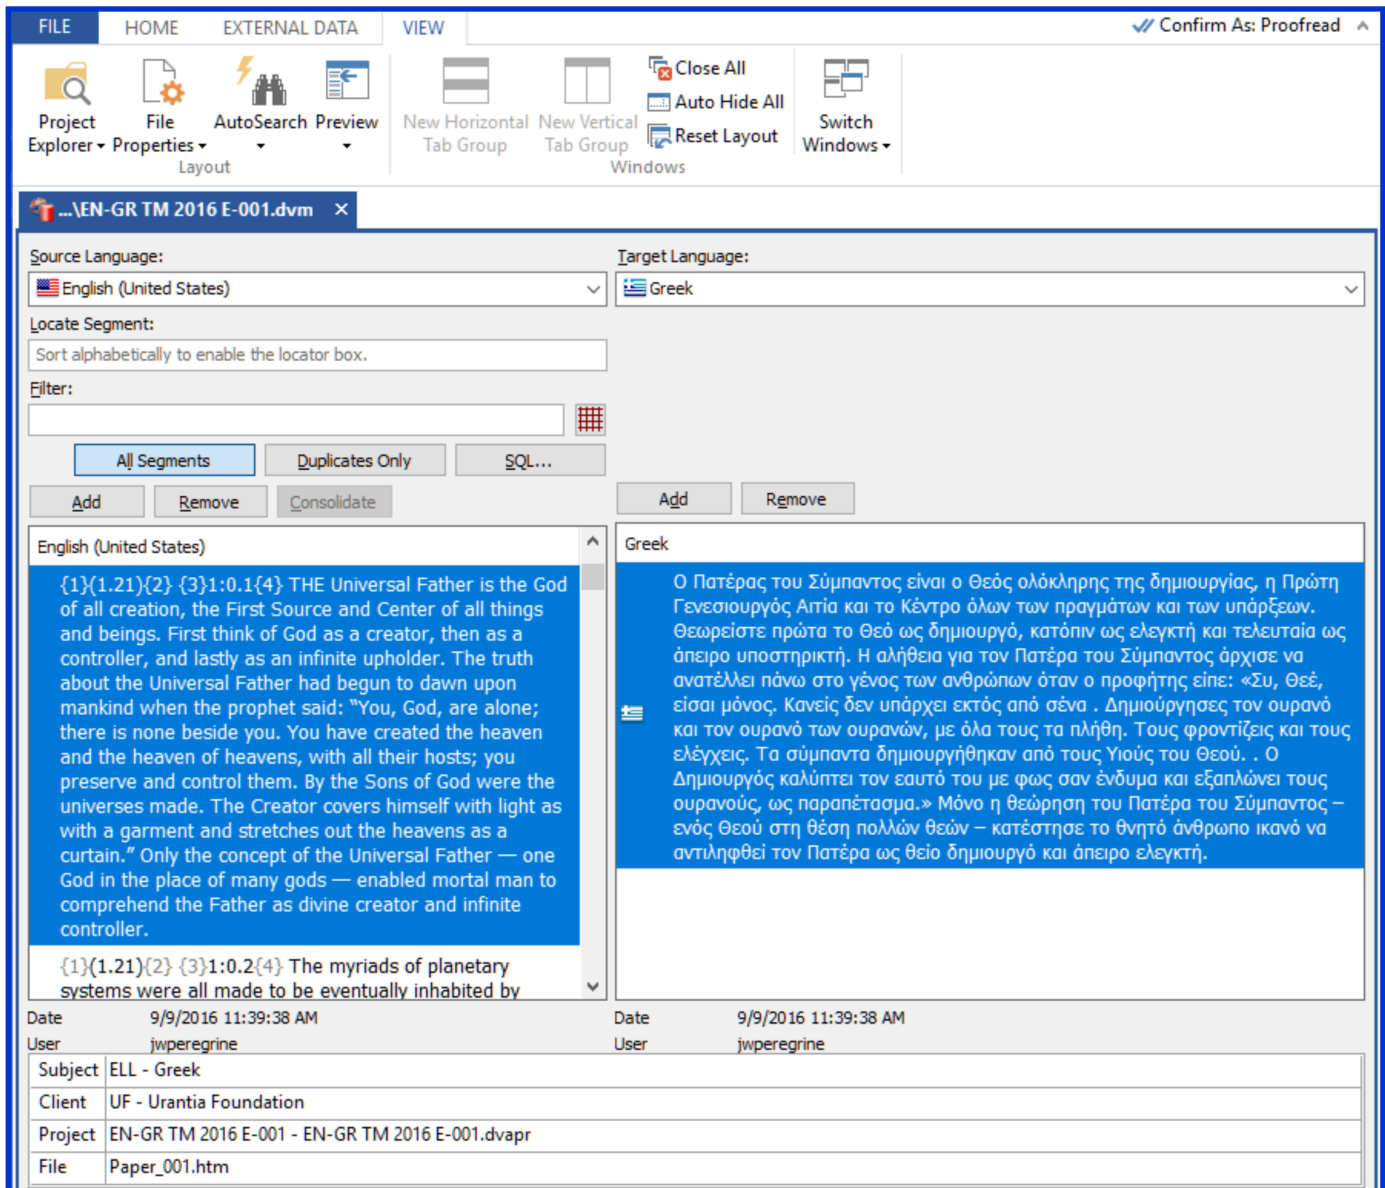 FILE HOME EXTERNAL DATA VIEW Confirm As: Proofread
Project Explorer
File Properties
AutoSearch
Preview
Layout
New Horizontal Tab Group
New Vertical Tab Group
Close All
Auto Hide All
Reset Layout
Switch Windows
Windows
...\EN-GR TM 2016 E-001.dvm
Source Language:
English (United States)
Target Language:
Greek
Locate Segment:
Sort alphabetically to enable the locator box.
Filter:
All Segments Duplicates Only SQL...
Add Remove Consolidate
Add Remove
English (United States)
{1}(1.21){2} {3}1:0.1{4} THE Universal Father is the God
of all creation, the First Source and Center of all things
and beings. First think of God as a creator, then as a
controller, and lastly as an infinite upholder. The truth
about the Universal Father had begun to dawn upon
mankind when the prophet said: “You, God, are alone;
there is none beside you. You have created the heaven
and the heaven of heavens, with all their hosts; you
preserve and control them. By the Sons of God were the
universes made. The Creator covers himself with light as
with a garment and stretches out the heavens as a
curtain.” Only the concept of the Universal Father — one
God in the place of many gods — enabled mortal man to
comprehend the Father as divine creator and infinite
controller.
{1}(1.21){2} {3}1:0.2{4} The myriads of planetary
systems were all made to be eventually inhabited by
Greek
Ο Πατέρας του Σύμπαντος είναι ο Θεός ολόκληρης της δημιουργίας, η Πρώτη
Γενεσιουργός Αιτία και το Κέντρο όλων των πραγμάτων και των υπάρξεων.
Θεωρείστε πρώτα το Θεό ως δημιουργό, κατόπιν ως ελεγκτή και τελευταία ως
άπειρο υποστηρικτή. Η αλήθεια για τον Πατέρα του Σύμπαντος άρχισε να
ανατέλλει πάνω στο γένος των ανθρώπων όταν ο προφήτης είπε: «Συ, Θεέ,
είσαι μόνος. Κανείς δεν υπάρχει εκτός από σένα . Δημιούργησες τον ουρανό
και τον ουρανό των ουρανών, με όλα τους τα πλήθη. Τους φροντίζεις και τους
ελέγχεις. Τα σύμπαντα δημιουργήθηκαν από τους Υιούς του Θεού. . Ο
Δημιουργός καλύπτει τον εαυτό του με φως σαν ένδυμα και εξαπλώνει τους
ουρανούς, ως παραπέτασμα.» Μόνο η θεώρηση του Πατέρα του Σύμπαντος –
ενός Θεού στη θέση πολλών θεών – κατέστησε το θνητό άνθρωπο ικανό να
αντιληφθεί τον Πατέρα ως θείο δημιουργό και άπειρο ελεγκτή.
Date 9/9/2016 11:39:38 AM
User jwperegrine
Date 9/9/2016 11:39:38 AM
User jwperegrine
Subject ELL - Greek
Client UF - Urantia Foundation
Project EN-GR TM 2016 E-001 - EN-GR TM 2016 E-001.dvapr
File Paper_001.htm